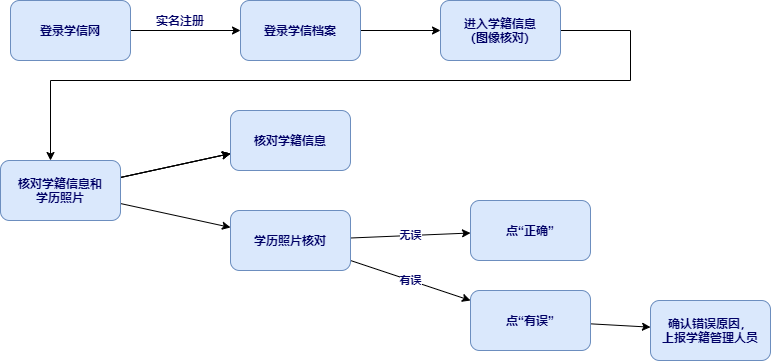 登录学信网
实名注册
登录学信档案
进入学籍信息
(图像核对)
核对学籍信息
核对学籍信息和
学历照片
学历照片核对
无误
点“正确”
有误
点“有误”
确认错误原因,
上报学籍管理人员